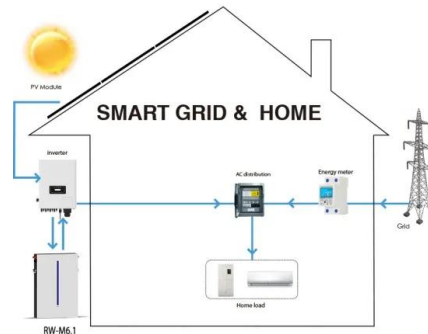 PV Module
SMART GRID & HOME
Inverter
AC distribution
Energy meter
Grid
Home load
RW-M6.1